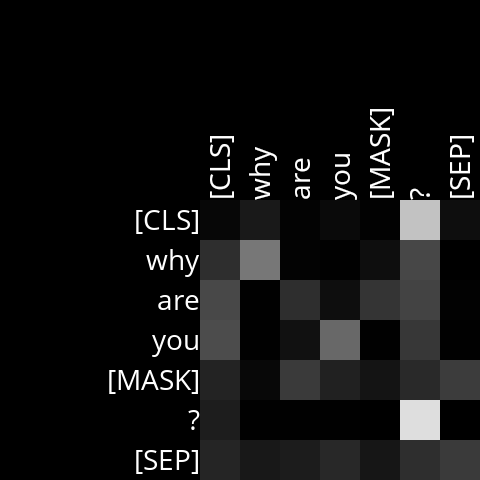 [CLS] why are you [MASK] ? [SEP]
[CLS]
why
are
you
[MASK]
?
[SEP]